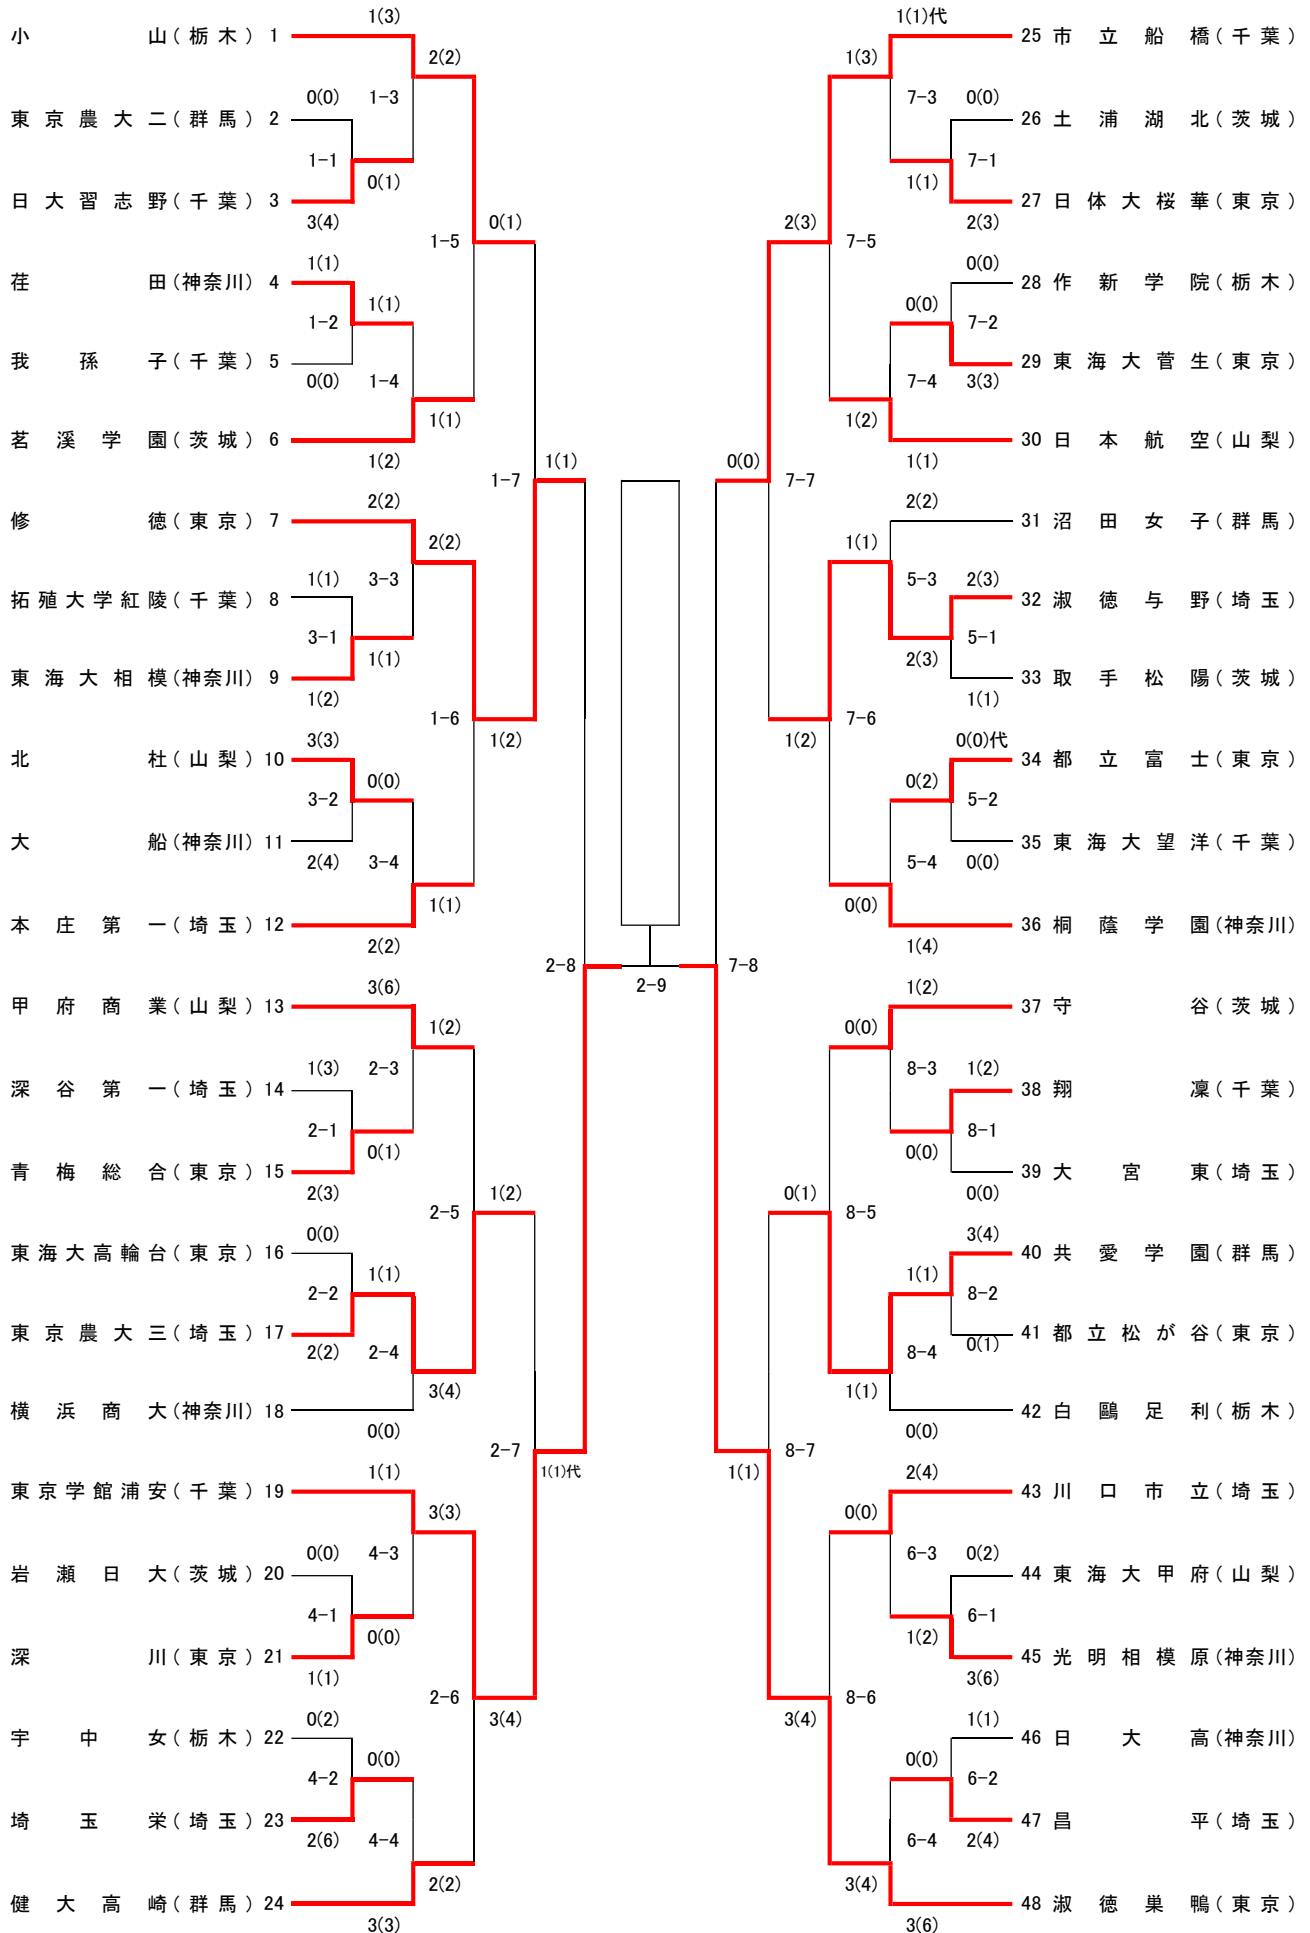 1(3)
1(1)代
小山(栃木) 1
25 市立船橋(千葉)
2(2)
1(3)
0(0)
1-3
7-3
0(0)
東京農大二(群馬) 2
26 土浦湖北(茨城)
1-1
7-1
0(1)
1(1)
日大習志野(千葉) 3
27 日体大桜華(東京)
3(4)
0(1)
2(3)
2(3)
1-5
7-5
1(1)
0(0)
荏田(神奈川) 4
28 作新学院(栃木)
1(1)
0(0)
1-2
7-2
我孫子(千葉) 5
29 東海大菅生(東京)
0(0)
1-4
7-4
3(3)
1(1)
1(2)
茗溪学園(茨城) 6
30 日本航空(山梨)
1(2)
1(1)
0(0)
1(1)
1-7
7-7
2(2)
2(2)
修徳(東京) 7
31 沼田女子(群馬)
2(2)
1(1)
1(1)
3-3
5-3
2(3)
拓殖大学紅陵(千葉) 8
32 淑徳与野(埼玉)
3-1
5-1
1(1)
2(3)
東海大相模(神奈川) 9
33 取手松陽(茨城)
1(2)
1(1)
1-6
7-6
1(2)
1(2)
3(3)
0(0)代
北杜(山梨) 10
34 都立富士(東京)
0(0)
0(2)
3-2
5-2
大船(神奈川) 11
35 東海大望洋(千葉)
2(4)
3-4
5-4
0(0)
1(1)
0(0)
本庄第一(埼玉) 12
36 桐蔭学園(神奈川)
2(2)
1(4)
2-8
7-8
2-9
3(6)
1(2)
甲府商業(山梨) 13
37 守谷(茨城)
1(2)
0(0)
1(3)
2-3
8-3
1(2)
深谷第一(埼玉) 14
38 翔凜(千葉)
2-1
8-1
0(1)
0(0)
青梅総合(東京) 15
39 大宮東(埼玉)
2(3)
1(2)
0(1)
0(0)
2-5
8-5
0(0)
3(4)
東海大高輪台(東京) 16
40 共愛学園(群馬)
1(1)
1(1)
2-2
8-2
東京農大三(埼玉) 17
41 都立松が谷(東京)
2(2)
2-4
8-4
0(1)
3(4)
1(1)
横浜商大(神奈川) 18
42 白鷗足利(栃木)
0(0)
0(0)
2-7
8-7
1(1)代
1(1)
1(1)
2(4)
東京学館浦安(千葉) 19
43 川口市立(埼玉)
3(3)
0(0)
0(0)
4-3
6-3
0(2)
岩瀬日大(茨城) 20
44 東海大甲府(山梨)
4-1
6-1
0(0)
1(2)
深川(東京) 21
45 光明相模原(神奈川)
1(1)
3(6)
2-6
8-6
3(4)
3(4)
0(2)
1(1)
宇中女(栃木) 22
46 日大高(神奈川)
0(0)
0(0)
4-2
6-2
埼玉栄(埼玉) 23
47 昌平(埼玉)
2(6)
4-4
6-4
2(4)
2(2)
3(4)
健大高崎(群馬) 24
48 淑徳巣鴨(東京)
3(3)
3(6)